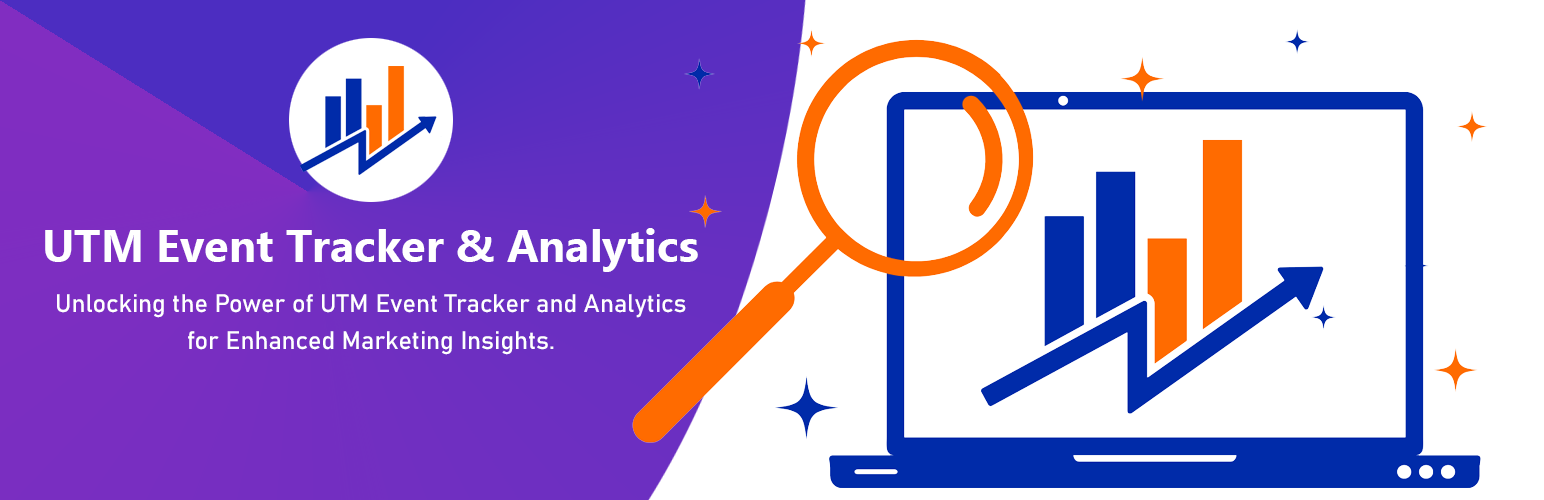 UTM Event Tracker & Analytics
Unlocking the Power of UTM Event Tracker and Analytics
for Enhanced Marketing Insights.